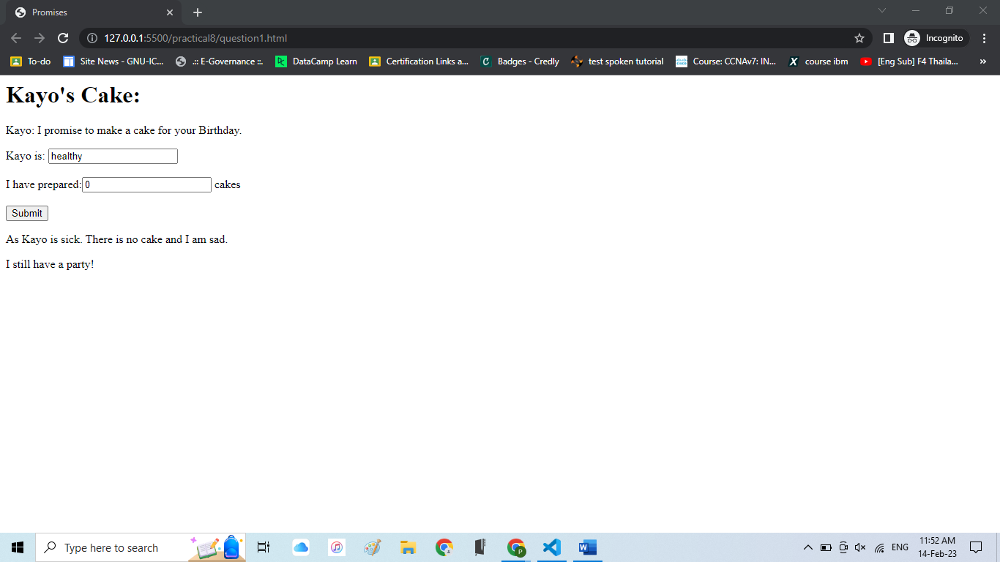 Promises
127.0.0.1:5500/practical8/question1.html
Incognito
To-do
Site News - GNU-IC...
.:: E-Governance ::.
DataCamp Learn
Certification Links a...
Badges - Credly
test spoken tutorial
Course: CCNAv7: IN...
course ibm
[Eng Sub] F4 Thaila...
»
Kayo's Cake:
Kayo: I promise to make a cake for your Birthday.
Kayo is: healthy
I have prepared:0 cakes
Submit
As Kayo is sick. There is no cake and I am sad.
I still have a party!
Type here to search
ENG
11:52 AM
14-Feb-23